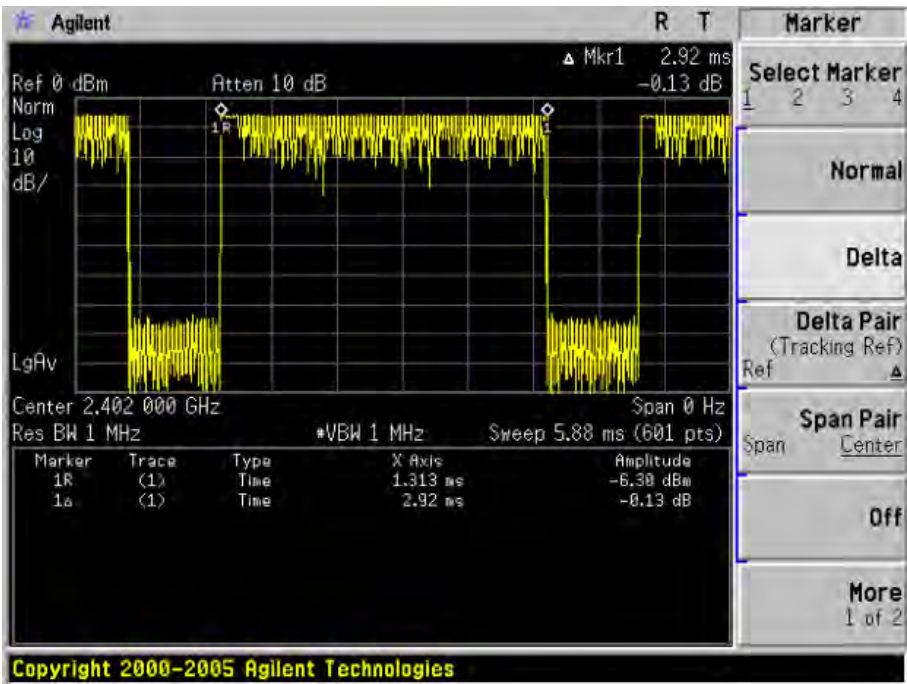 Agilent R T Marker
Δ Mkr1 2.92 ms
Ref 0 dBm Atten 10 dB -0.13 dB
Select Marker
1 2 3 4
Norm
Log
10
dB/
1R 1
Normal
Delta
Delta Pair
(Tracking Ref)
Ref Δ
LgAv
Center 2.402 000 GHz Span 0 Hz
Res BW 1 MHz #VBW 1 MHz Sweep 5.88 ms (601 pts)
Span Pair
Span Center
Marker Trace Type X Axis Amplitude
1R (1) Time 1.313 ms -6.38 dBm
1Δ (1) Time 2.92 ms -0.13 dB
Off
More
1 of 2
Copyright 2000-2005 Agilent Technologies